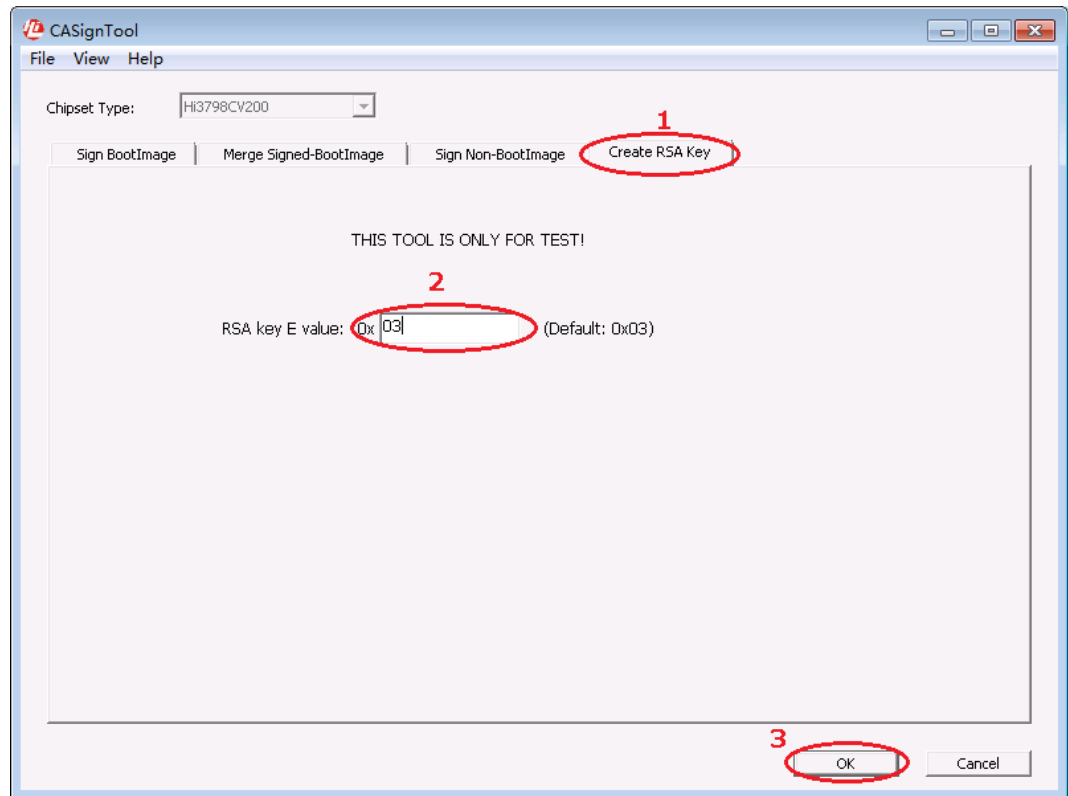 CASignTool
File View Help
Chipset Type: Hi3798CV200
1
Sign BootImage Merge Signed-BootImage Sign Non-BootImage Create RSA Key
THIS TOOL IS ONLY FOR TEST!
2
RSA key E value: 0x 03 (Default: 0x03)
3
OK Cancel